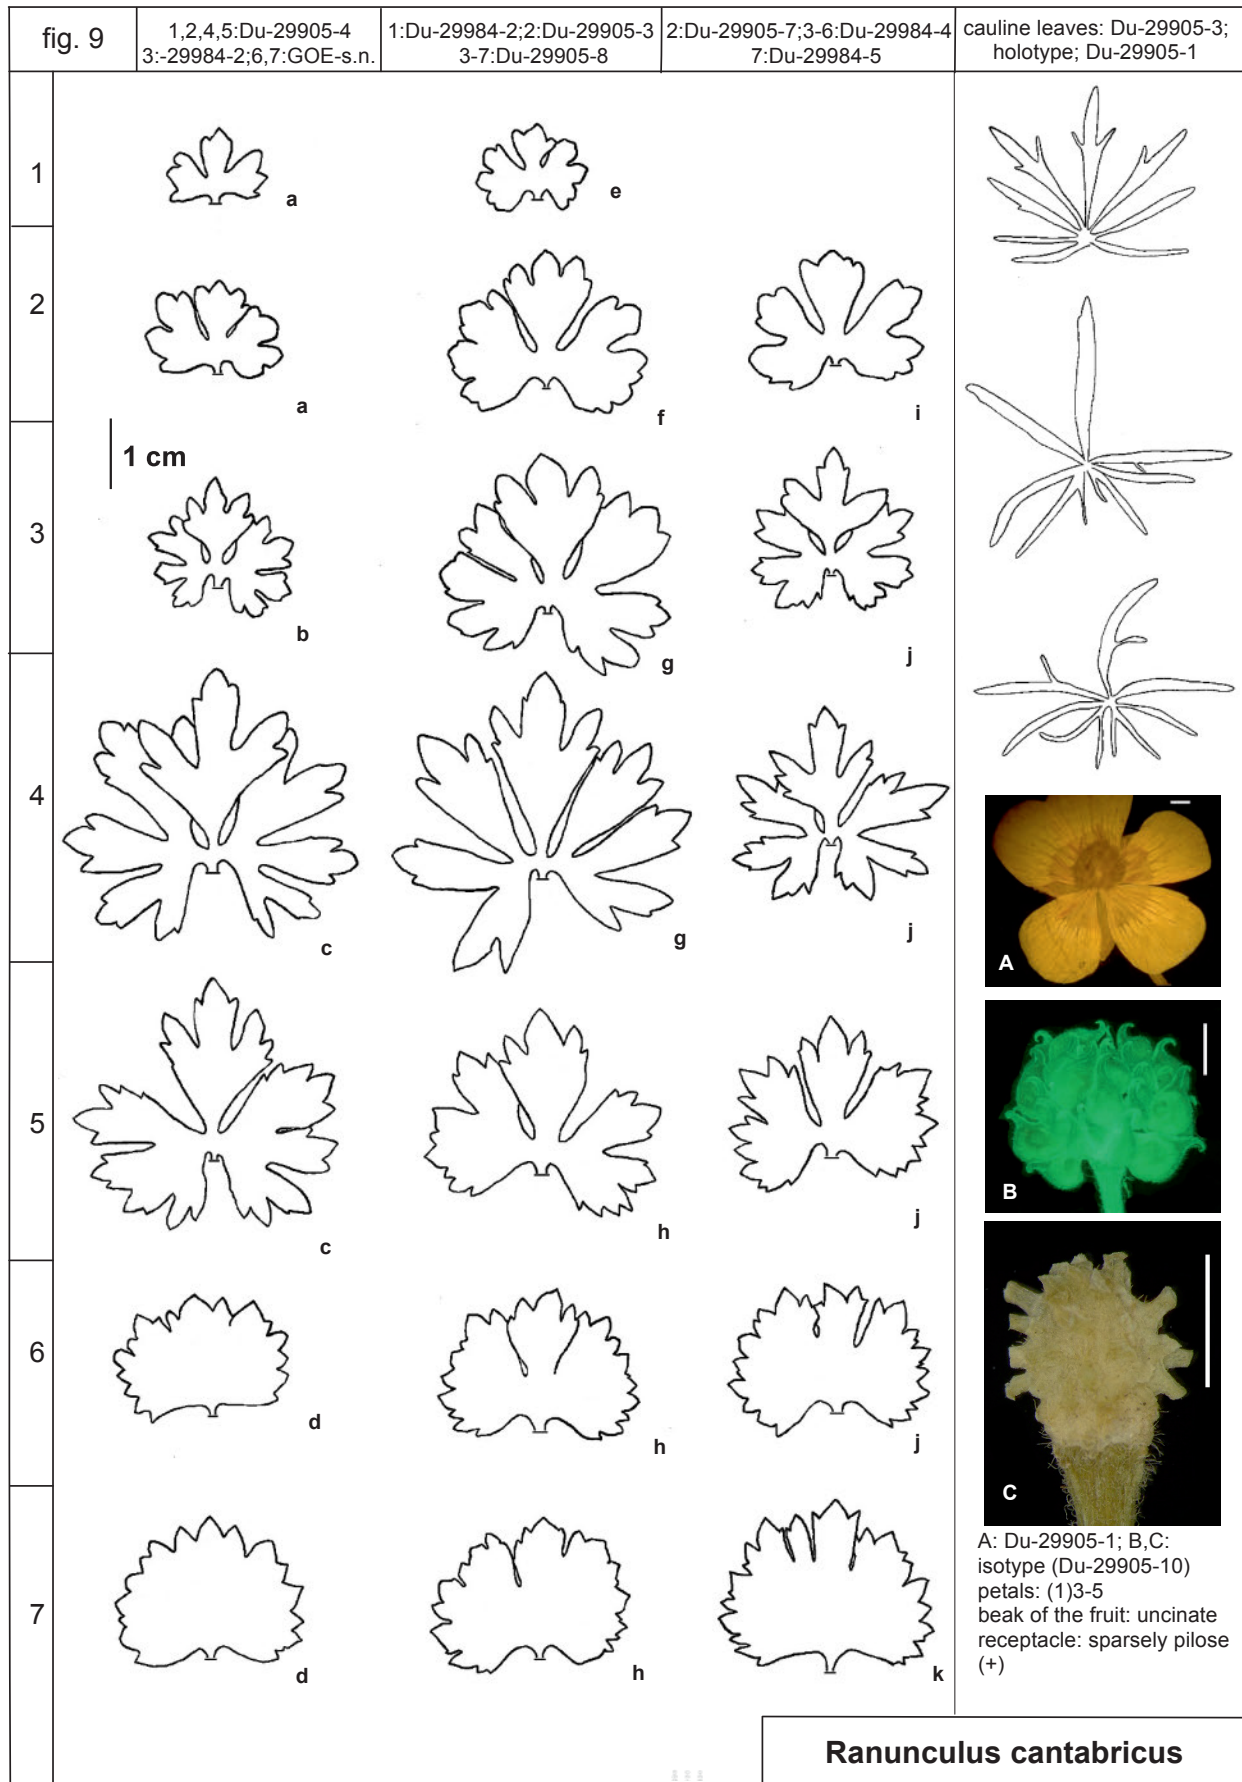 fig. 9
1,2,4,5:Du-29905-4
3:-29984-2;6,7:GOE-s.n.
1:Du-29984-2;2:Du-29905-3
3-7:Du-29905-8
2:Du-29905-7;3-6:Du-29984-4
7:Du-29984-5
cauline leaves: Du-29905-3;
holotype; Du-29905-1
1
a
e
2
a
f
i
1 cm
3
b
g
j
4
c
g
j
5
c
h
j
6
d
h
j
7
d
h
k
A
B
C
A: Du-29905-1; B,C:
isotype (Du-29905-10)
petals: (1)3-5
beak of the fruit: uncinate
receptacle: sparsely pilose
(+)
Ranunculus cantabricus